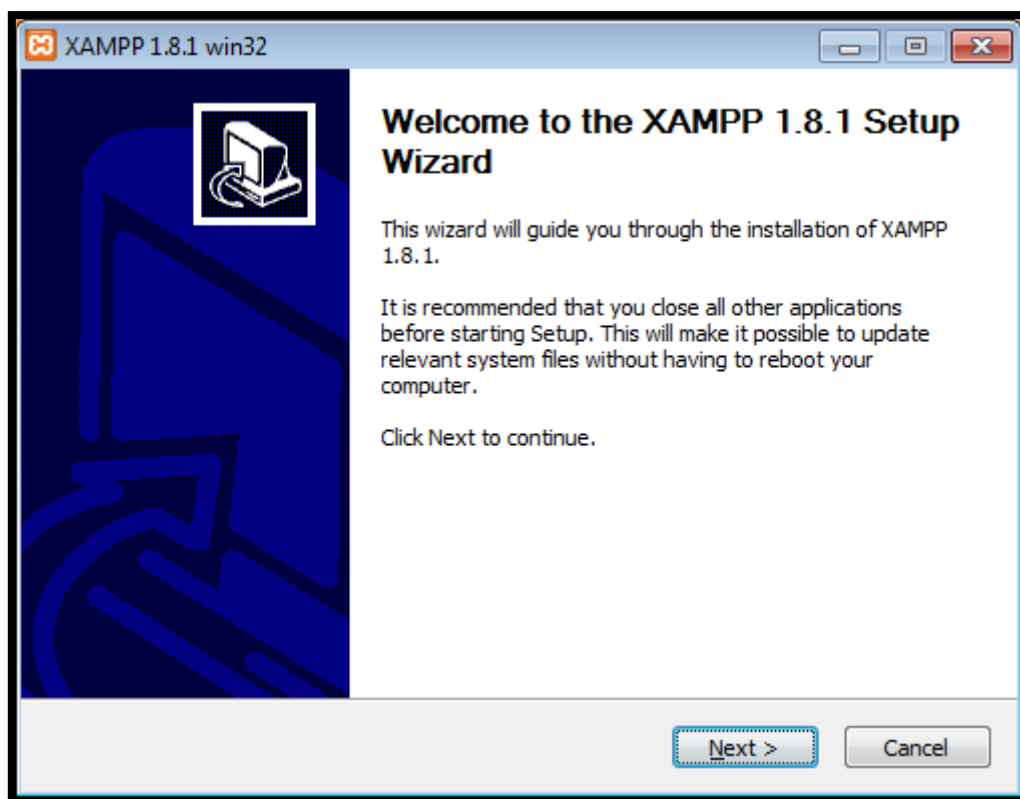 XAMPP 1.8.1 win32
Welcome to the XAMPP 1.8.1 Setup
Wizard
This wizard will guide you through the installation of XAMPP
1.8.1.
It is recommended that you close all other applications
before starting Setup. This will make it possible to update
relevant system files without having to reboot your
computer.
Click Next to continue.
Next >
Cancel